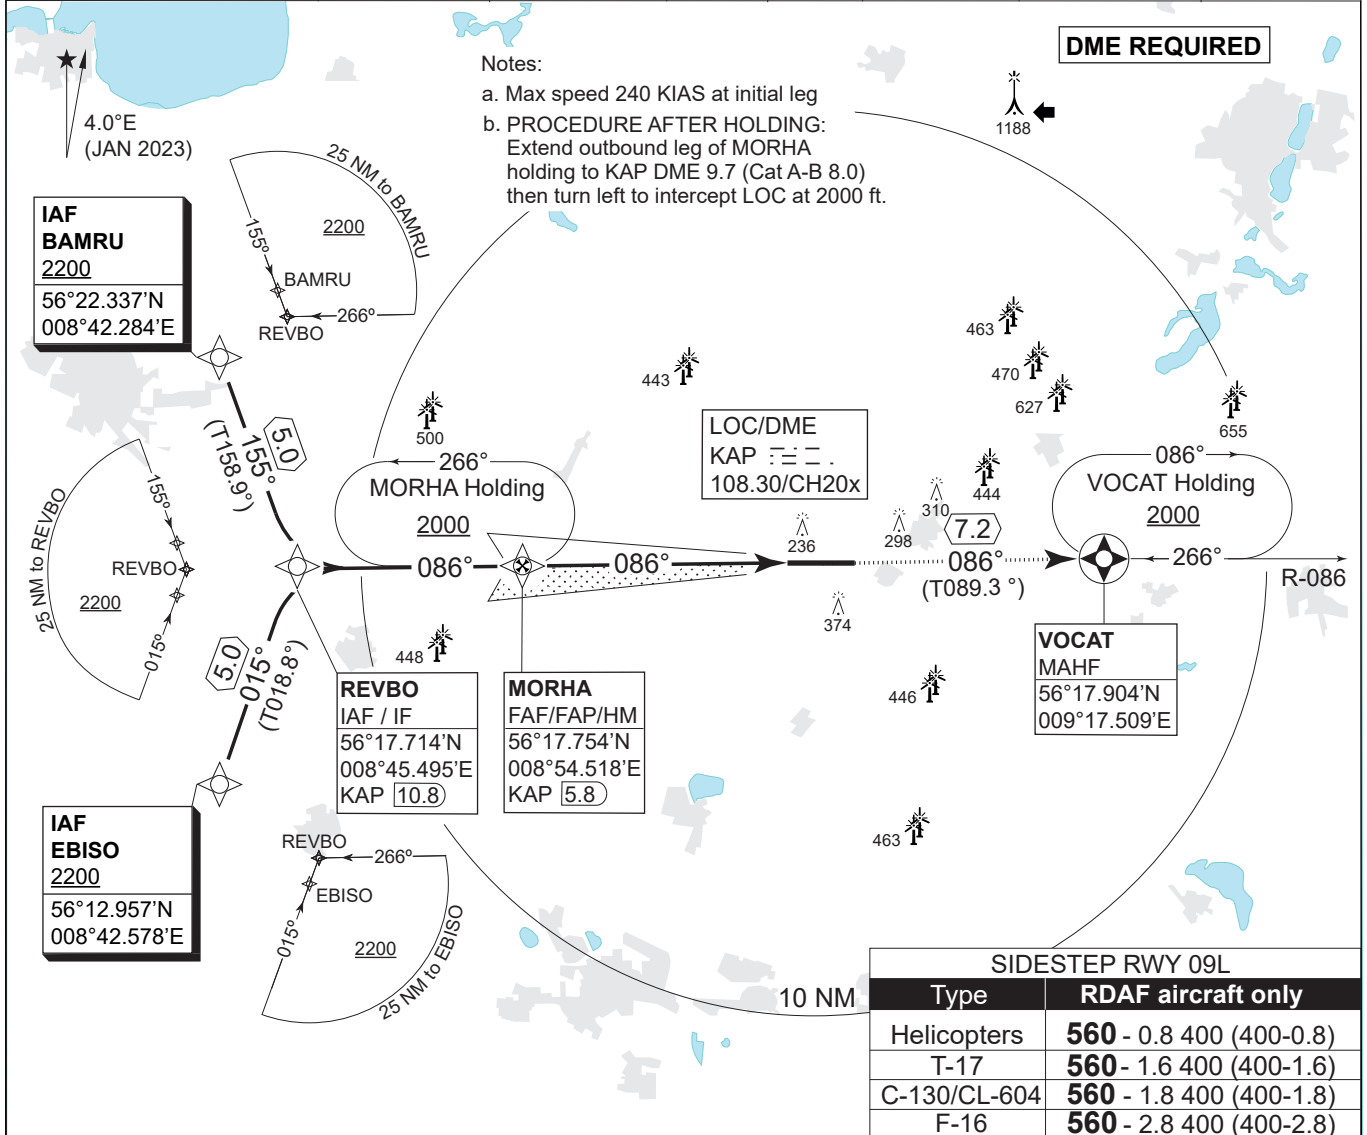 DME REQUIRED
Notes:
a. Max speed 240 KIAS at initial leg
b. PROCEDURE AFTER HOLDING:
Extend outbound leg of MORHA
holding to KAP DME 9.7 (Cat A-B 8.0)
then turn left to intercept LOC at 2000 ft.
1188
4.0°E
(JAN 2023)
25 NM to BAMRU
155°
2200
BAMRU
266°
REVBO
IAF
BAMRU
2200
56°22.337'N
008°42.284'E
463
470
627
443
655
500
5.0
155°
(T158.9°)
LOC/DME
KAP
108.30/CH20x
266°
MORHA Holding
2000
086°
086°
444
310
298
236
374
7.2
086°
(T089.3 °)
086°
VOCAT Holding
2000
266°
R-086
25 NM to REVBO
155°
REVBO
2200
015°
5.0
015°
(T018.8°)
448
REVBO
IAF / IF
56°17.714'N
008°45.495'E
KAP 10.8
MORHA
FAF/FAP/HM
56°17.754'N
008°54.518'E
KAP 5.8
VOCAT
MAHF
56°17.904'N
009°17.509'E
446
463
IAF
EBISO
2200
56°12.957'N
008°42.578'E
REVBO
266°
EBISO
015°
2200
25 NM to EBISO
10 NM
SIDESTEP RWY 09L
Type RDAF aircraft only
Helicopters 560 - 0.8 400 (400-0.8)
T-17 560 - 1.6 400 (400-1.6)
C-130/CL-604 560 - 1.8 400 (400-1.8)
F-16 560 - 2.8 400 (400-2.8)